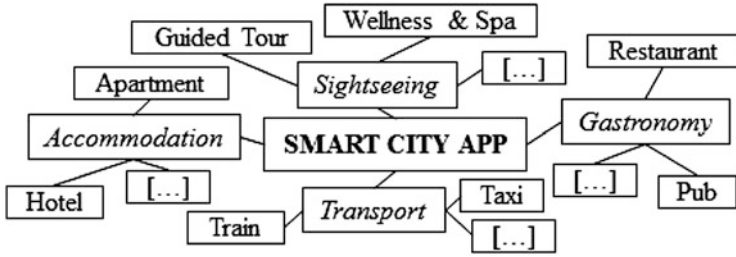 Wellness & Spa
Guided Tour
Restaurant
Apartment
Sightseeing
[...]
Accommodation
SMART CITY APP
Gastronomy
Hotel
[...]
Train
Transport
Taxi
[...]
[...]
Pub